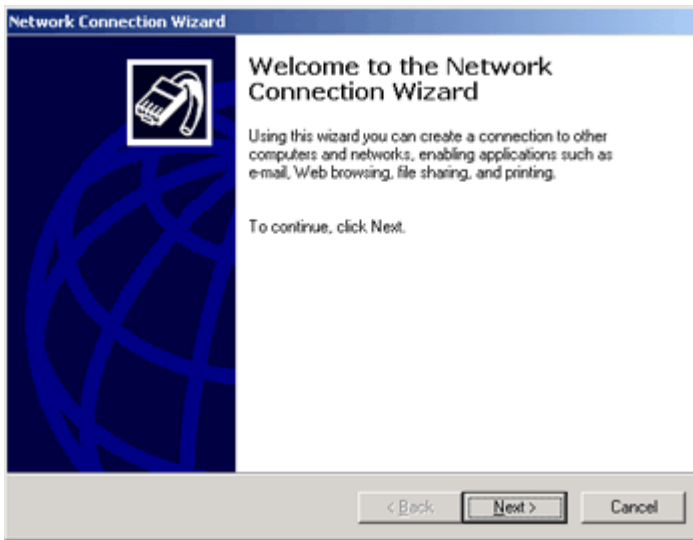 Network Connection Wizard
Welcome to the Network
Connection Wizard
Using this wizard you can create a connection to other
computers and networks, enabling applications such as
e-mail, Web browsing, file sharing, and printing.
To continue, click Next.
< Back
Next >
Cancel